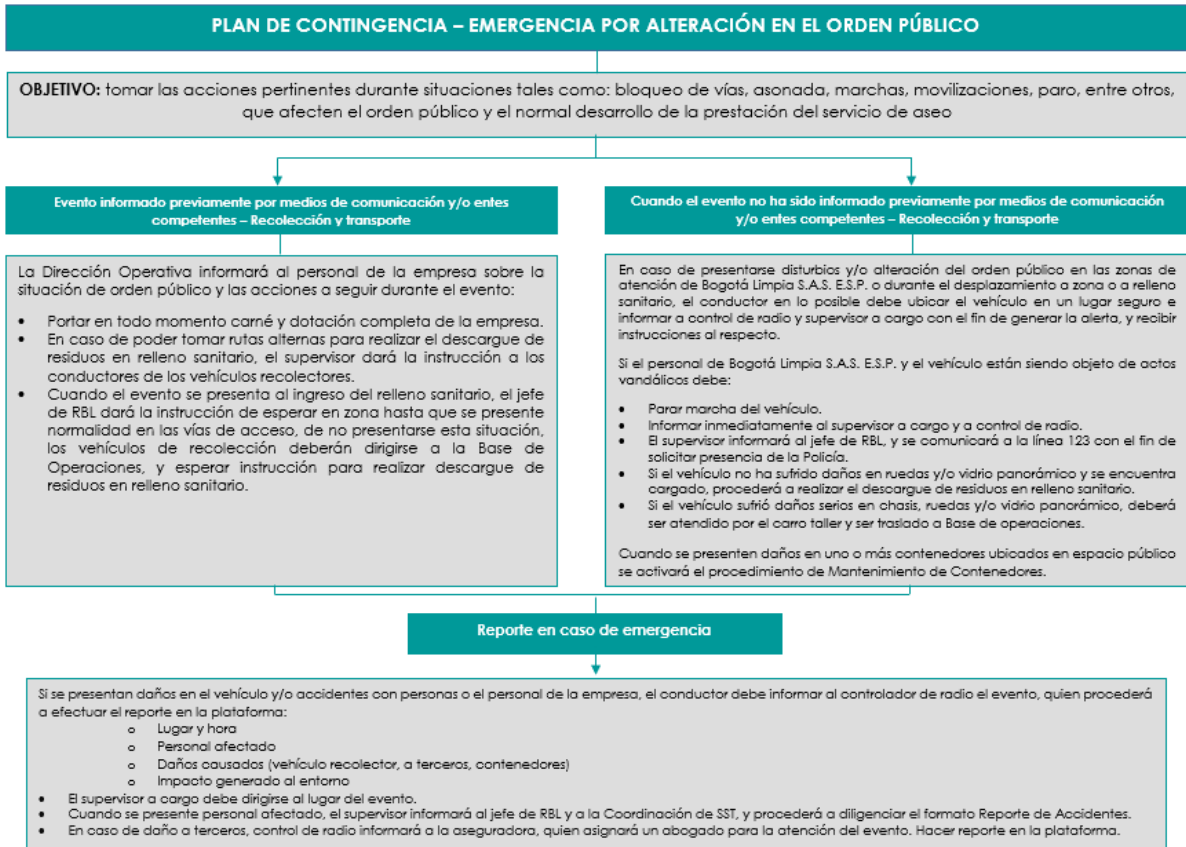 PLAN DE CONTINGENCIA – EMERGENCIA POR ALTERACIÓN EN EL ORDEN PÚBLICO
OBJETIVO: tomar las acciones pertinentes durante situaciones tales como: bloqueo de vías, asonada, marchas, movilizaciones, paro, entre otros,
que afecten el orden público y el normal desarrollo de la prestación del servicio de aseo
Evento informado previamente por medios de comunicación y/o entes
competentes – Recolección y transporte
La Dirección Operativa informará al personal de la empresa sobre la
situación de orden público y las acciones a seguir durante el evento:
• Portar en todo momento carné y dotación completa de la empresa.
• En caso de poder tomar rutas alternas para realizar el descargue de
residuos en relleno sanitario, el supervisor dará la instrucción a los
conductores de los vehículos recolectores.
• Cuando el evento se presenta al ingreso del relleno sanitario, el jefe
de RBL dará la instrucción de esperar en zona hasta que se presente
normalidad en las vías de acceso, de no presentarse esta situación,
los vehículos de recolección deberán dirigirse a la Base de
Operaciones, y esperar instrucción para realizar descargue de
residuos en relleno sanitario.
Cuando el evento no ha sido informado previamente por medios de comunicación
y/o entes competentes – Recolección y transporte
En caso de presentarse disturbios y/o alteración del orden público en las zonas de
atención de Bogotá Limpia S.A.S. E.S.P. o durante el desplazamiento a zona o a relleno
sanitario, el conductor en lo posible debe ubicar el vehículo en un lugar seguro e
informar a control de radio y supervisor a cargo con el fin de generar la alerta, y recibir
instrucciones al respecto.
Si el personal de Bogotá Limpia S.A.S. E.S.P. y el vehículo están siendo objeto de actos
vandálicos debe:
• Parar marcha del vehículo.
• Informar inmediatamente al supervisor a cargo y a control de radio.
• El supervisor informará al jefe de RBL, y se comunicará a la línea 123 con el fin de
solicitar presencia de la Policía.
• Si el vehículo no ha sufrido daños en ruedas y/o vidrio panorámico y se encuentra
cargado, procederá a realizar el descargue de residuos en relleno sanitario.
• Si el vehículo sufrió daños serios en chasis, ruedas y/o vidrio panorámico, deberá
ser atendido por el carro taller y ser traslado a Base de operaciones.
Cuando se presenten daños en uno o más contenedores ubicados en espacio público
se activará el procedimiento de Mantenimiento de Contenedores.
Reporte en caso de emergencia
Si se presentan daños en el vehículo y/o accidentes con personas o el personal de la empresa, el conductor debe informar al controlador de radio el evento, quien procederá
a efectuar el reporte en la plataforma:
o Lugar y hora
o Personal afectado
o Daños causados (vehículo recolector, a terceros, contenedores)
o Impacto generado al entorno
• El supervisor a cargo debe dirigirse al lugar del evento.
• Cuando se presente personal afectado, el supervisor informará al jefe de RBL y a la Coordinación de SST, y procederá a diligenciar el formato Reporte de Accidentes.
• En caso de daño a terceros, control de radio informará a la aseguradora, quien asignará un abogado para la atención del evento. Hacer reporte en la plataforma.